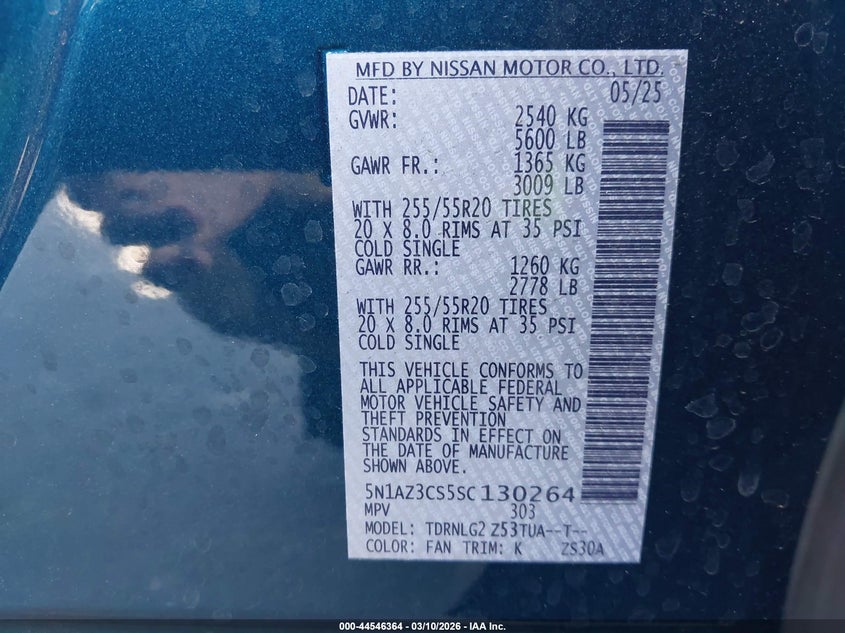 MFD BY NISSAN MOTOR CO., LTD.
DATE: 05/25
GVWR: 2540 KG
5600 LB
GAWR FR.: 1365 KG
3009 LB
WITH 255/55R20 TIRES
20 X 8.0 RIMS AT 35 PSI
COLD SINGLE
GAWR RR.: 1260 KG
2778 LB
WITH 255/55R20 TIRES
20 X 8.0 RIMS AT 35 PSI
COLD SINGLE
THIS VEHICLE CONFORMS TO
ALL APPLICABLE FEDERAL
MOTOR VEHICLE SAFETY AND
THEFT PREVENTION
STANDARDS IN EFFECT ON
THE DATE OF MANUFACTURE
SHOWN ABOVE.
5N1AZ3CS5SC130264
MPV 303
MODEL: TDRNLG2 Z53TUA--T--
COLOR: FAN TRIM: K ZS30A
000-44546364 | 03/10/2026 - IAA Inc.